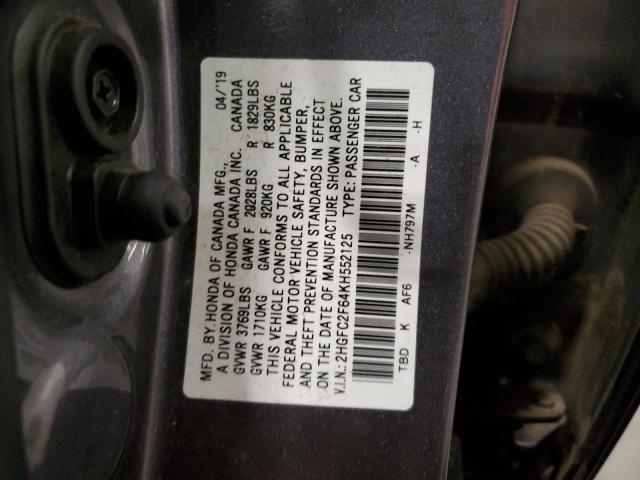 MFD. BY HONDA OF CANADA MFG., 04/'19
A DIVISION OF HONDA CANADA INC. CANADA
GVWR 3769LBS GAWR F 2028LBS R 1829LBS
GVWR 1710KG GAWR F 920KG R 830KG
THIS VEHICLE CONFORMS TO ALL APPLICABLE
FEDERAL MOTOR VEHICLE SAFETY, BUMPER,
AND THEFT PREVENTION STANDARDS IN EFFECT
ON THE DATE OF MANUFACTURE SHOWN ABOVE.
V.I.N.: 2HGFC2F64KH552125 TYPE: PASSENGER CAR
TBD K AF6 -NH797M -A -H